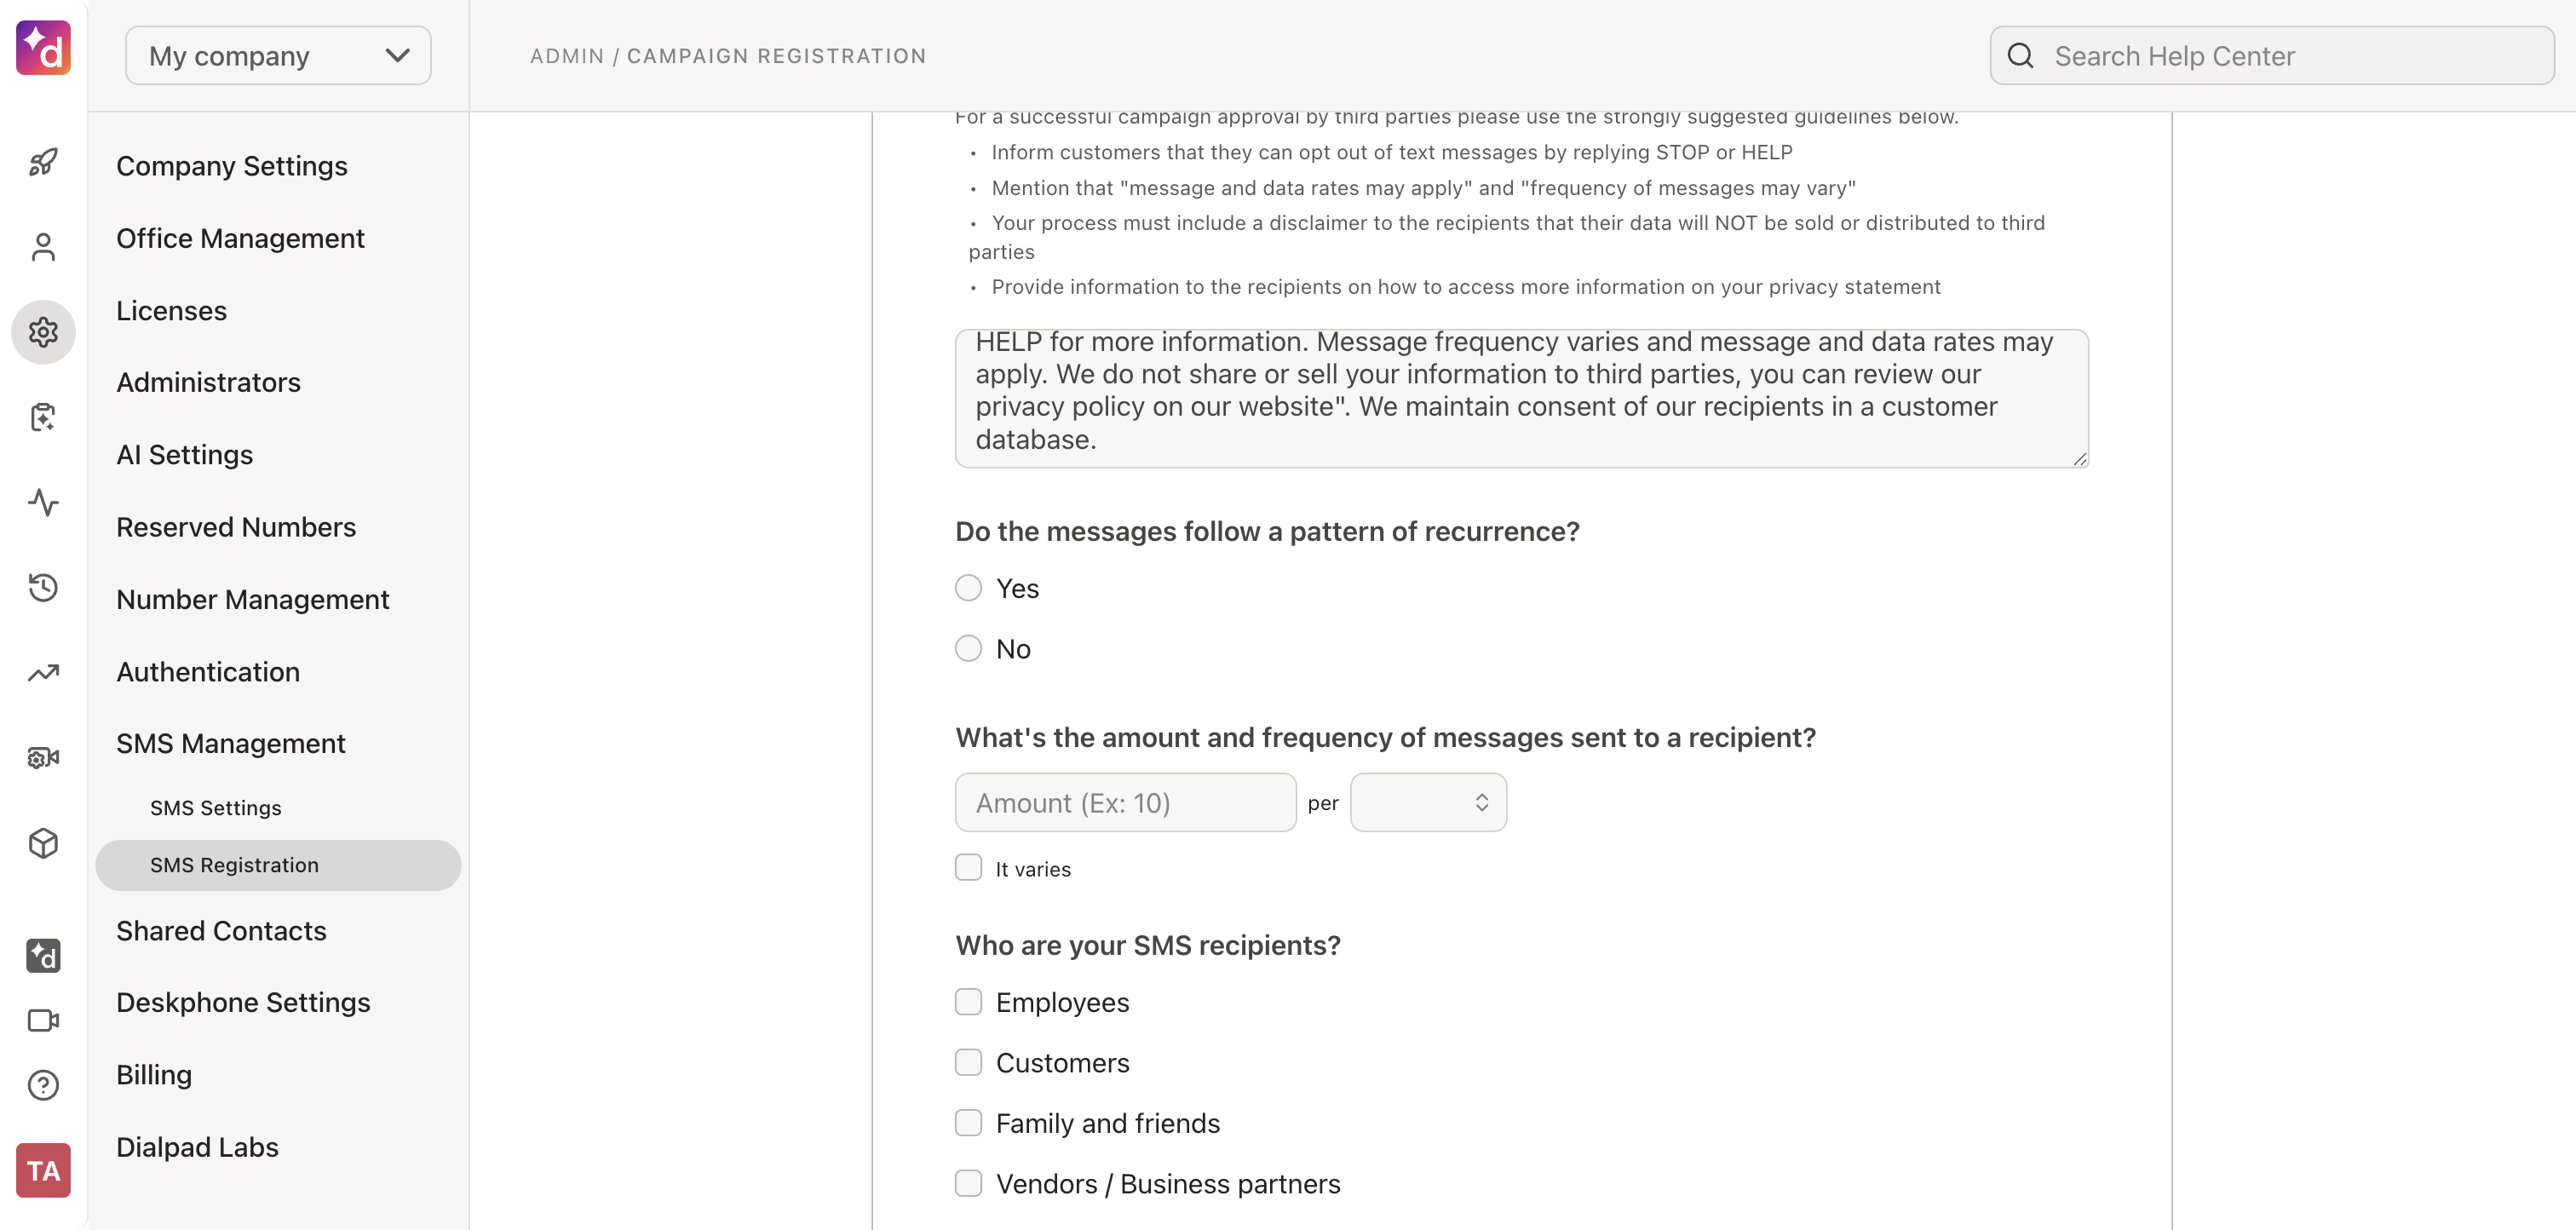 d
My company
ADMIN / CAMPAIGN REGISTRATION
Search Help Center
Company Settings
Office Management
Licenses
Administrators
AI Settings
Reserved Numbers
Number Management
Authentication
SMS Management
SMS Settings
SMS Registration
Shared Contacts
Deskphone Settings
Billing
Dialpad Labs
d
TA
For a successful campaign approval by third parties please use the strongly suggested guidelines below.
• Inform customers that they can opt out of text messages by replying STOP or HELP
• Mention that "message and data rates may apply" and "frequency of messages may vary"
• Your process must include a disclaimer to the recipients that their data will NOT be sold or distributed to third
parties
• Provide information to the recipients on how to access more information on your privacy statement
HELP for more information. Message frequency varies and message and data rates may
apply. We do not share or sell your information to third parties, you can review our
privacy policy on our website". We maintain consent of our recipients in a customer
database.
Do the messages follow a pattern of recurrence?
Yes
No
What's the amount and frequency of messages sent to a recipient?
Amount (Ex: 10) per
It varies
Who are your SMS recipients?
Employees
Customers
Family and friends
Vendors / Business partners